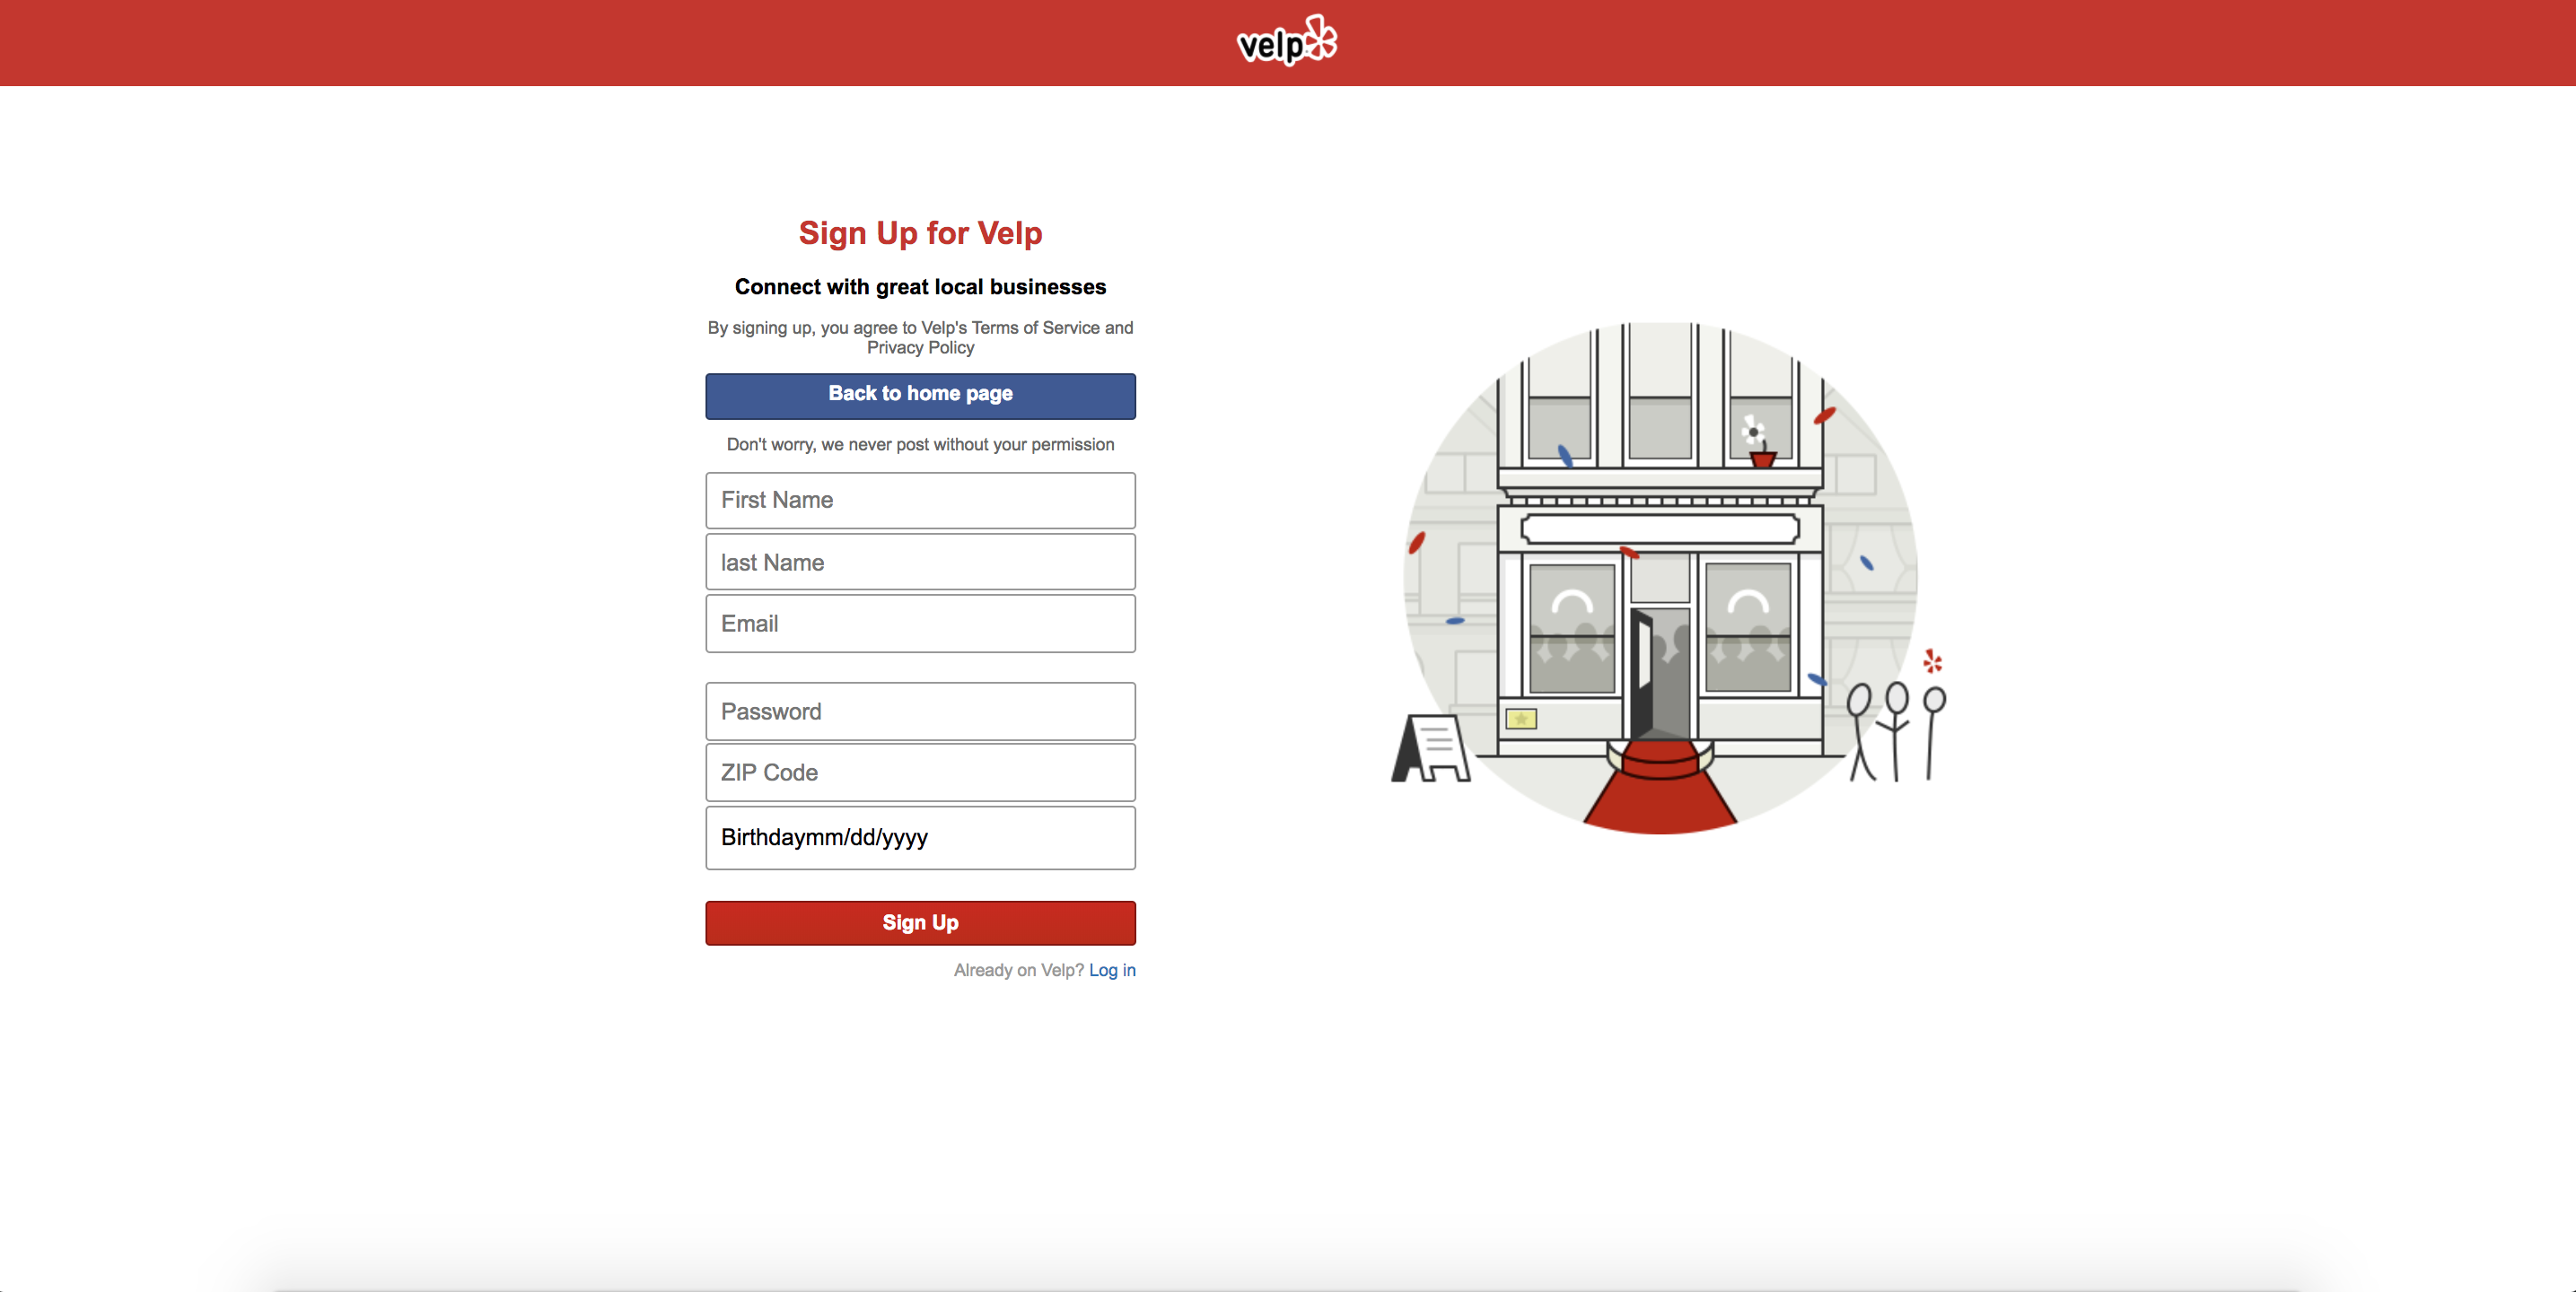 velp
Sign Up for Velp
Connect with great local businesses
By signing up, you agree to Velp's Terms of Service and
Privacy Policy
Back to home page
Don't worry, we never post without your permission
First Name
last Name
Email
Password
ZIP Code
Birthdaymm/dd/yyyy
Sign Up
Already on Velp? Log in